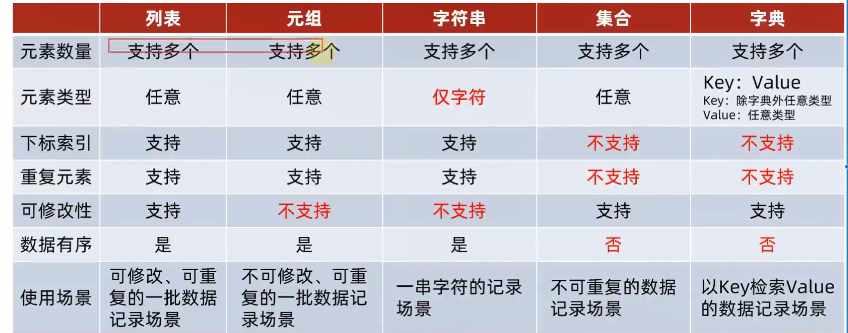 列表 元组 字符串 集合 字典
元素数量 支持多个 支持多个 支持多个 支持多个 支持多个
元素类型 任意 任意 仅字符 任意 Key：Value
Key：除字典外任意类型
Value：任意类型
下标索引 支持 支持 支持 不支持 不支持
重复元素 支持 支持 支持 不支持 不支持
可修改性 支持 不支持 不支持 支持 支持
数据有序 是 是 是 否 否
使用场景
可修改、可重
复的一批数据
记录场景
不可修改、可重
复的一批数据记
录场景
一串字符的记录
场景
不可重复的数据
记录场景
以Key检索Value
的数据记录场景